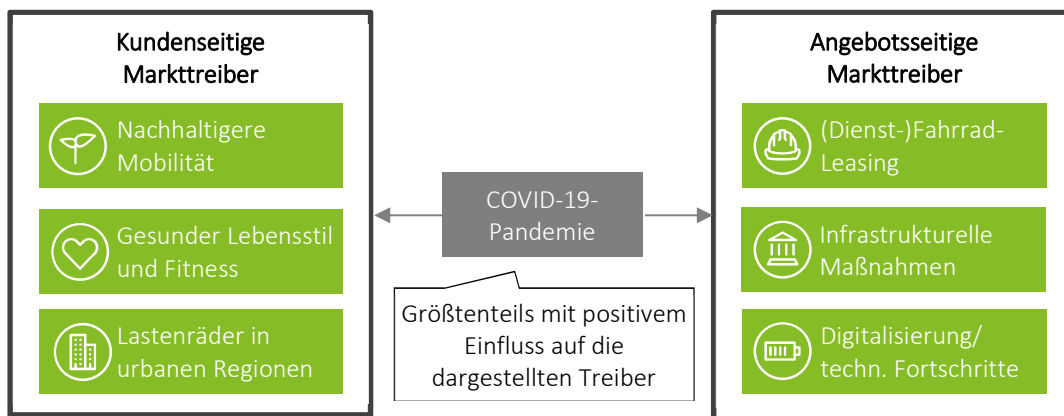 Kundenseitige
Markttreiber
Nachhaltigere
Mobilität
Gesunder Lebensstil
und Fitness
Lastenräder in
urbanen Regionen
COVID-19-
Pandemie
Größtenteils mit positivem
Einfluss auf die
dargestellten Treiber
Angebotsseitige
Markttreiber
(Dienst-)Fahrrad-
Leasing
Infrastrukturelle
Maßnahmen
Digitalisierung/
techn. Fortschritte